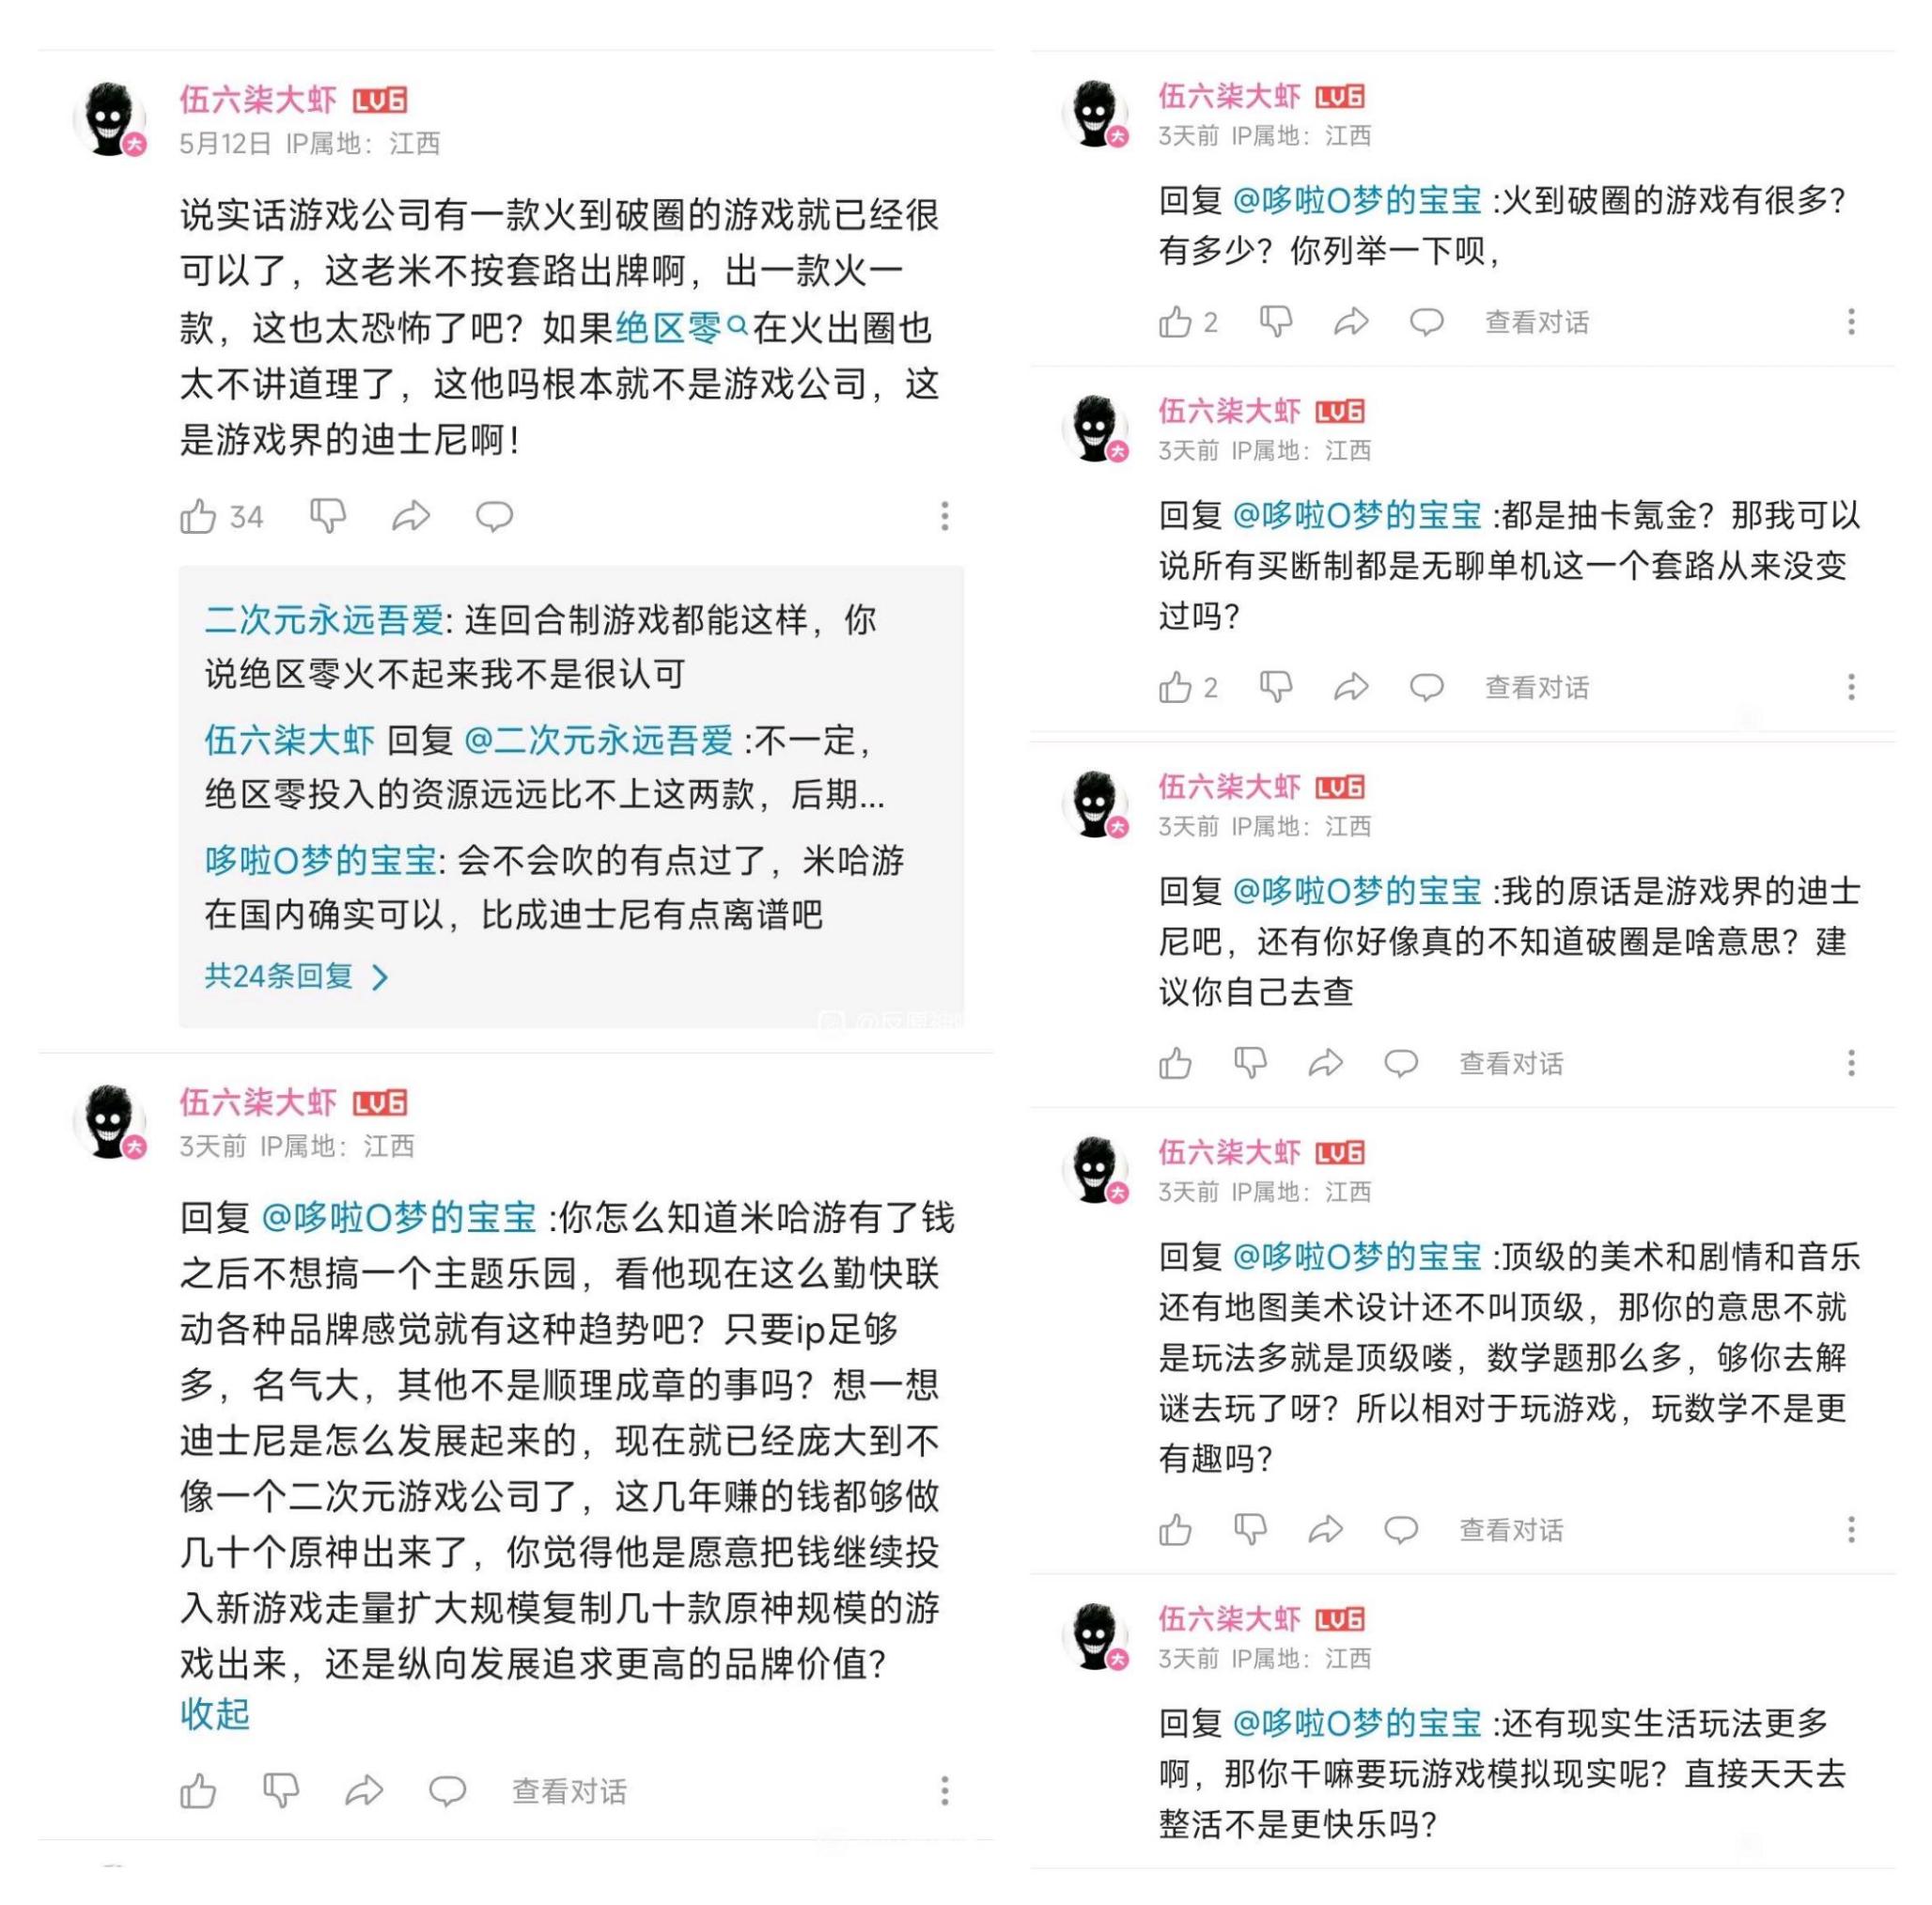 伍六柒大虾 LV6
5月12日 IP属地：江西
说实话游戏公司有一款火到破圈的游戏就已经很
可以了，这老米不按套路出牌啊，出一款火一
款，这也太恐怖了吧？如果绝区零在火出圈也
太不讲道理了，这他吗根本就不是游戏公司，这
是游戏界的迪士尼啊！
34
二次元永远吾爱: 连回合制游戏都能这样，你
说绝区零火不起来我不是很认可
伍六柒大虾 回复 @二次元永远吾爱 :不一定，
绝区零投入的资源远远比不上这两款，后期...
哆啦O梦的宝宝: 会不会吹的有点过了，米哈游
在国内确实可以，比成迪士尼有点离谱吧
共24条回复
伍六柒大虾 LV6
3天前 IP属地：江西
回复 @哆啦O梦的宝宝 :你怎么知道米哈游有了钱
之后不想搞一个主题乐园，看他现在这么勤快联
动各种品牌感觉就有这种趋势吧？只要ip足够
多，名气大，其他不是顺理成章的事吗？想一想
迪士尼是怎么发展起来的，现在就已经庞大到不
像一个二次元游戏公司了，这几年赚的钱都够做
几十个原神出来了，你觉得他是愿意把钱继续投
入新游戏走量扩大规模复制几十款原神规模的游
戏出来，还是纵向发展追求更高的品牌价值？
收起
查看对话
伍六柒大虾 LV6
3天前 IP属地：江西
回复 @哆啦O梦的宝宝 :火到破圈的游戏有很多？
有多少？你列举一下呗，
2 查看对话
伍六柒大虾 LV6
3天前 IP属地：江西
回复 @哆啦O梦的宝宝 :都是抽卡氪金？那我可以
说所有买断制都是无聊单机这一个套路从来没变
过吗？
2 查看对话
伍六柒大虾 LV6
3天前 IP属地：江西
回复 @哆啦O梦的宝宝 :我的原话是游戏界的迪士
尼吧，还有你好像真的不知道破圈是啥意思？建
议你自己去查
查看对话
伍六柒大虾 LV6
3天前 IP属地：江西
回复 @哆啦O梦的宝宝 :顶级的美术和剧情和音乐
还有地图美术设计还不叫顶级，那你的意思不就
是玩法多就是顶级喽，数学题那么多，够你去解
谜去玩了呀？所以相对于玩游戏，玩数学不是更
有趣吗？
查看对话
伍六柒大虾 LV6
3天前 IP属地：江西
回复 @哆啦O梦的宝宝 :还有现实生活玩法更多
啊，那你干嘛要玩游戏模拟现实呢？直接天天去
整活不是更快乐吗？